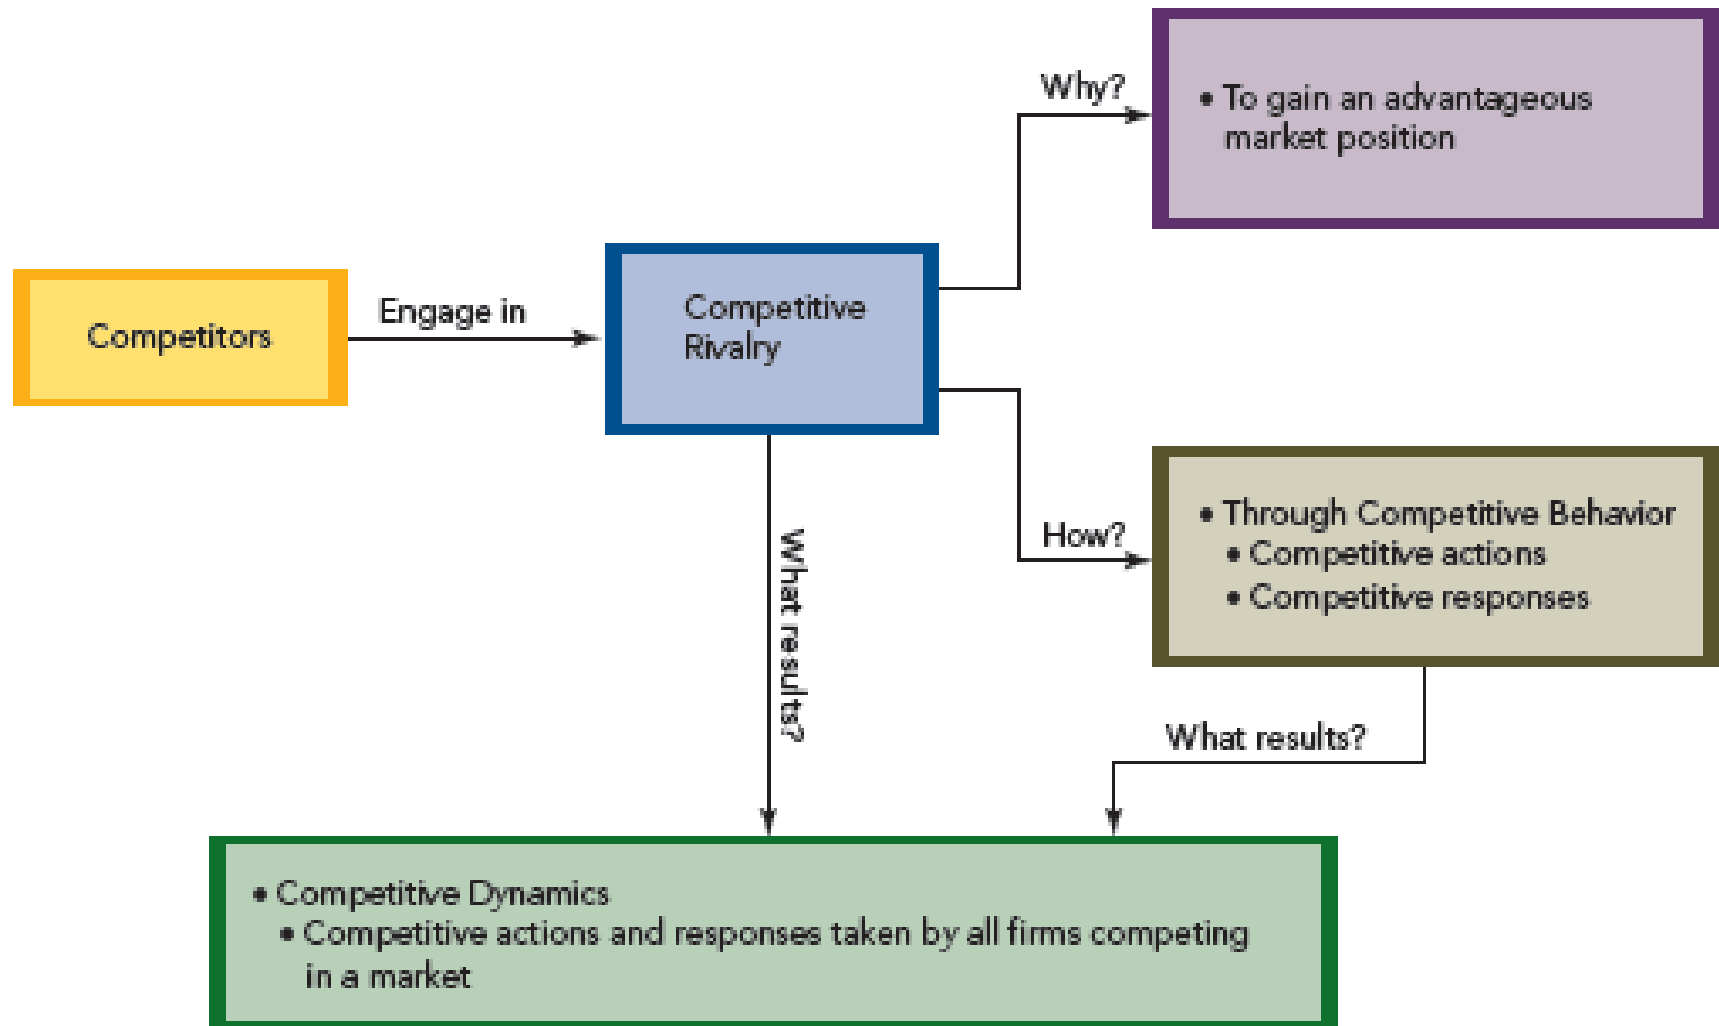 Why?
• To gain an advantageous
market position
Competitors
Engage in
Competitive
Rivalry
How?
• Through Competitive Behavior
• Competitive actions
• Competitive responses
What results?
What results?
• Competitive Dynamics
• Competitive actions and responses taken by all firms competing
in a market